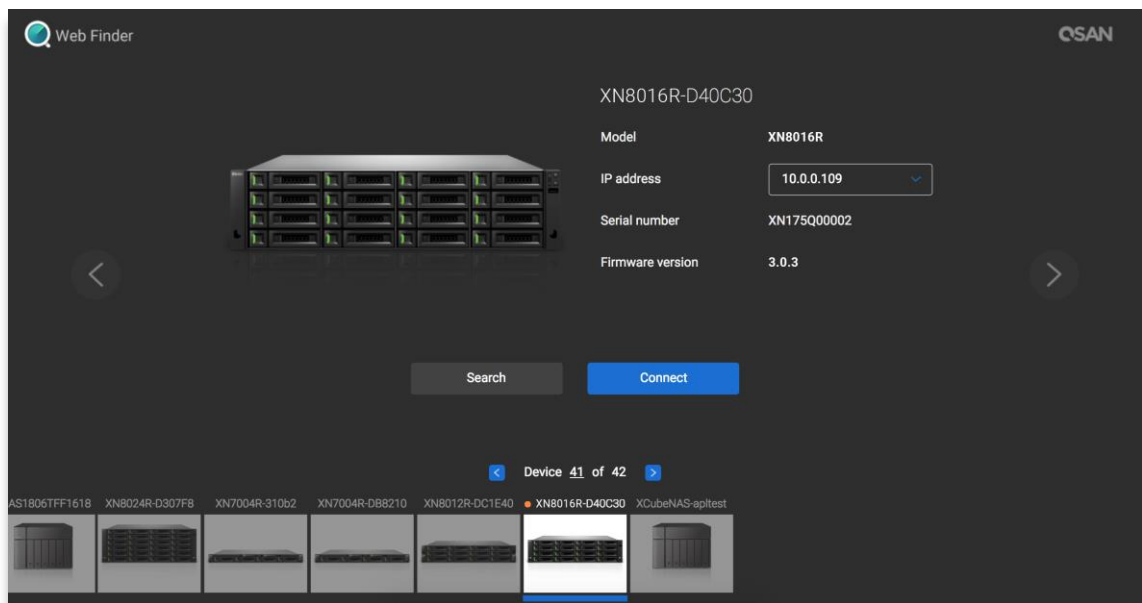 Web Finder
QSAN
XN8016R-D40C30
Model XN8016R
IP address 10.0.0.109
Serial number XN175Q00002
Firmware version 3.0.3
Search Connect
Device 41 of 42
AS1806TFF1618 XN8024R-D307F8 XN7004R-310b2 XN7004R-DB8210 XN8012R-DC1E40 XN8016R-D40C30 XCubeNAS-apltest